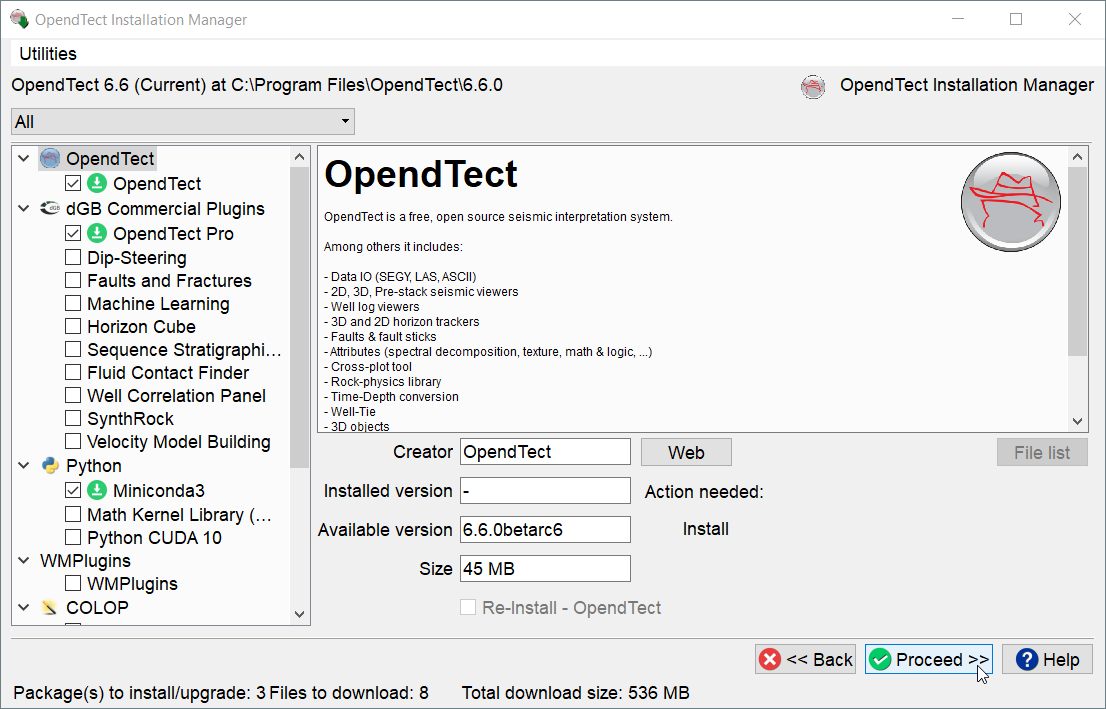 OpendTect Installation Manager
Utilities
OpendTect 6.6 (Current) at C:\Program Files\OpendTect\6.6.0
OpendTect Installation Manager
All
OpendTect
OpendTect
dGB Commercial Plugins
OpendTect Pro
Dip-Steering
Faults and Fractures
Machine Learning
Horizon Cube
Sequence Stratigraphi...
Fluid Contact Finder
Well Correlation Panel
SynthRock
Velocity Model Building
Python
Miniconda3
Math Kernel Library (...
Python CUDA 10
WMPlugins
WMPlugins
COLOP
OpendTect
OpendTect is a free, open source seismic interpretation system.
Among others it includes:
- Data IO (SEGY, LAS, ASCII)
- 2D, 3D, Pre-stack seismic viewers
- Well log viewers
- 3D and 2D horizon trackers
- Faults & fault sticks
- Attributes (spectral decomposition, texture, math & logic, ...)
- Cross-plot tool
- Rock-physics library
- Time-Depth conversion
- Well-Tie
- 3D objects
Creator OpendTect Web File list
Installed version - Action needed:
Available version 6.6.0betarc6 Install
Size 45 MB
Re-Install - OpendTect
<< Back Proceed >> Help
Package(s) to install/upgrade: 3 Files to download: 8 Total download size: 536 MB